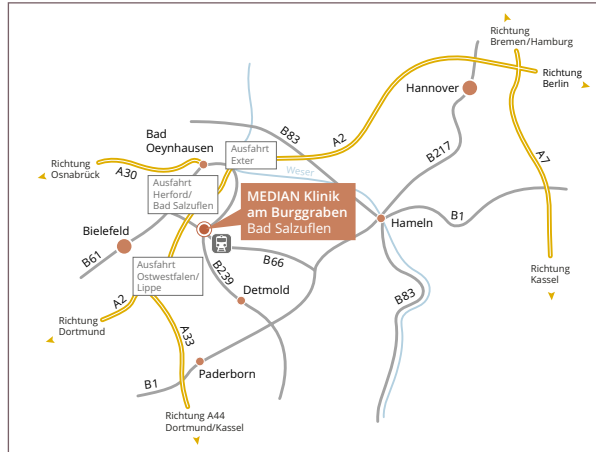 Richtung
Bremen/Hamburg
Richtung
Berlin
Hannover
B83
A2
Bad
Oeynhausen
Ausfahrt
Exter
B217
A7
Richtung
Osnabrück
A30
Weser
Ausfahrt
Herford/
Bad Salzuflen
MEDIAN Klinik
am Burggraben
Bad Salzuflen
Hameln
B1
Bielefeld
B61
B66
Ausfahrt
Ostwestfalen/
Lippe
B239
Detmold
Richtung
Kassel
A2
B83
Richtung
Dortmund
A33
Paderborn
B1
Richtung A44
Dortmund/Kassel